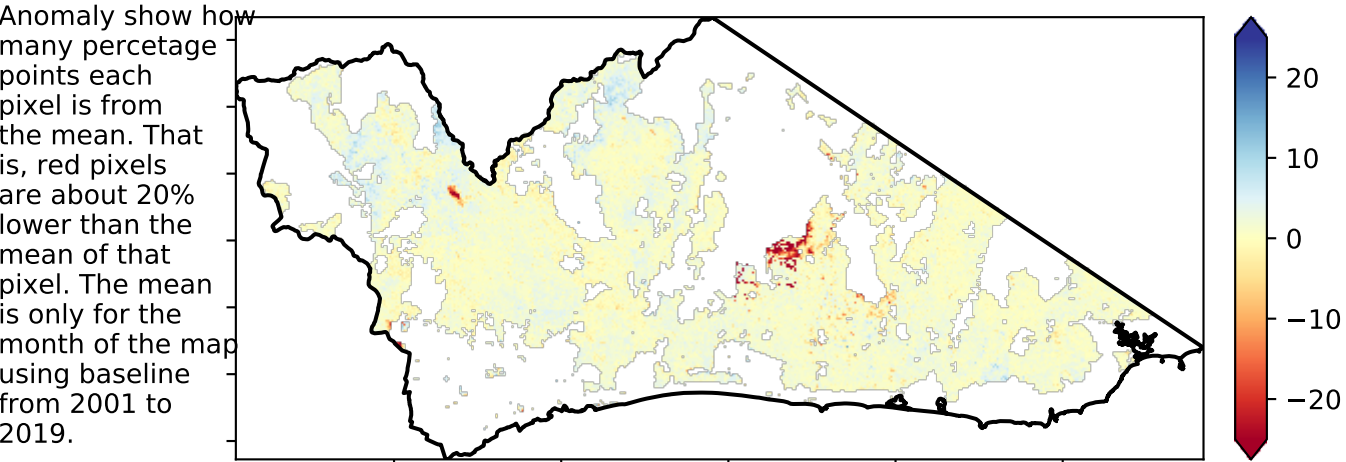 Anomaly show how
many percetage
points each
pixel is from
the mean. That
is, red pixels
are about 20%
lower than the
mean of that
pixel. The mean
is only for the
month of the map
using baseline
from 2001 to
2019.
20
10
0
−10
−20